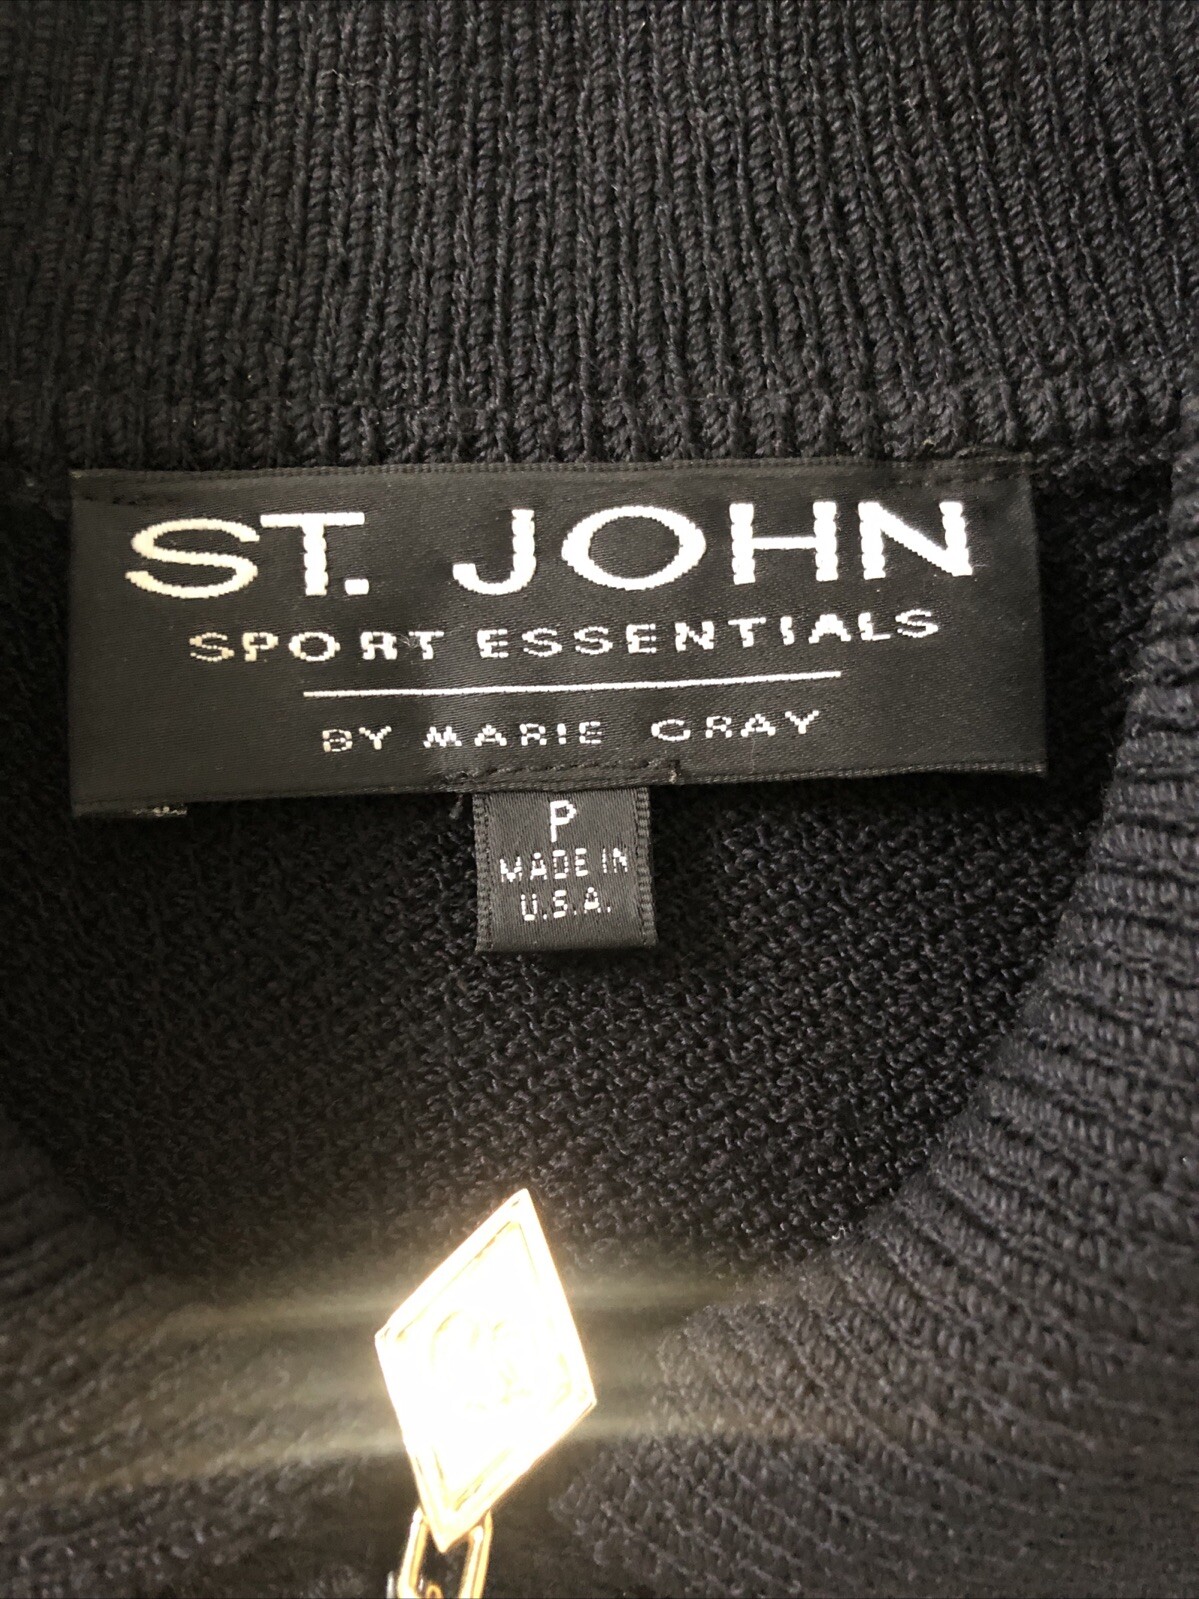 ST. JOHN
SPORT ESSENTIALS
BY MARIE GRAY
P
MADE IN
U.S.A.